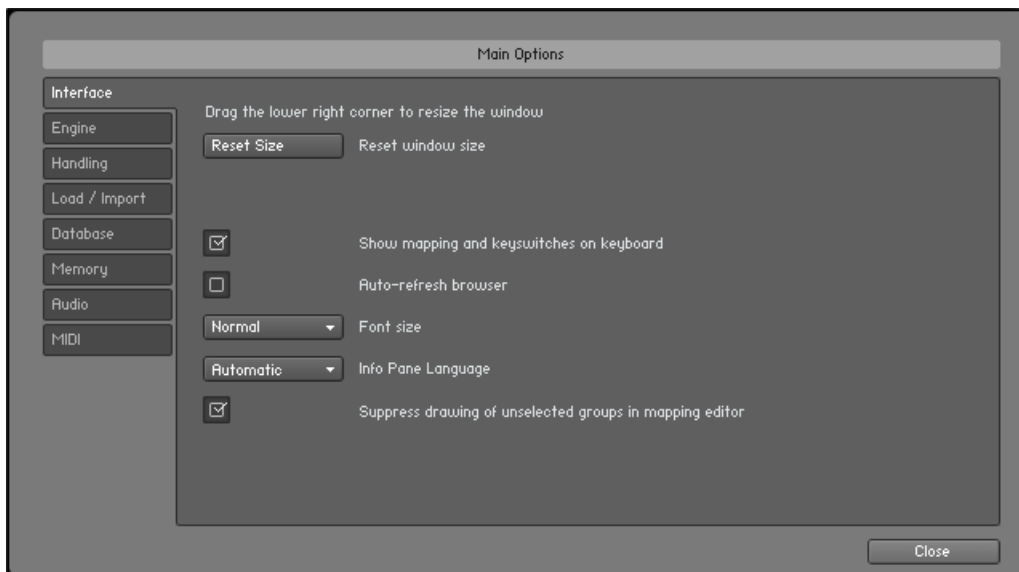 Main Options
Interface
Engine
Handling
Load / Import
Database
Memory
Audio
MIDI
Drag the lower right corner to resize the window
Reset Size Reset window size
Show mapping and keyswitches on keyboard
Auto-refresh browser
Normal Font size
Automatic Info Pane Language
Suppress drawing of unselected groups in mapping editor
Close